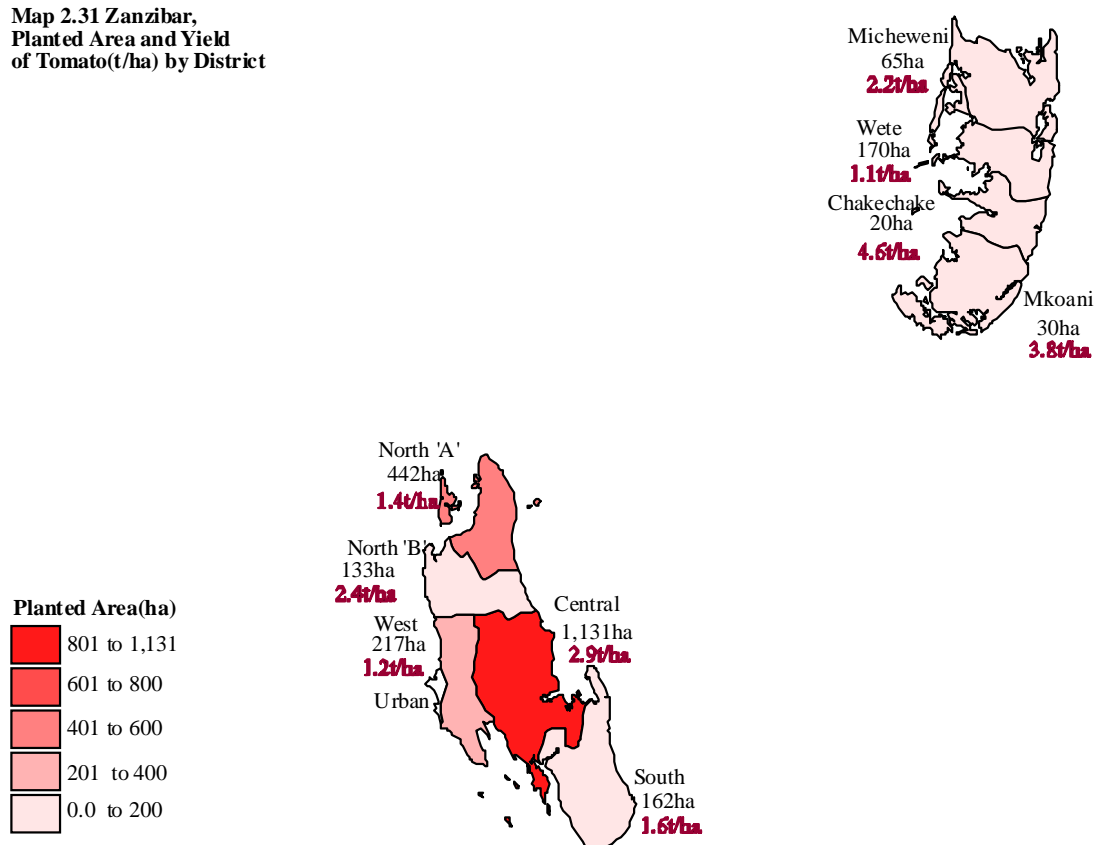 Map 2.31 Zanzibar,
Planted Area and Yield
of Tomato(t/ha) by District
Micheweni
65ha
2.2t/ha
Wete
170ha
1.1t/ha
Chakechake
20ha
4.6t/ha
Mkoani
30ha
3.8t/ha
North 'A'
442ha
1.4t/ha
North 'B'
133ha
2.4t/ha
West
217ha
1.2t/ha
Urban
Central
1,131ha
2.9t/ha
South
162ha
1.6t/ha
Planted Area(ha)
801 to 1,131
601 to 800
401 to 600
201 to 400
0.0 to 200